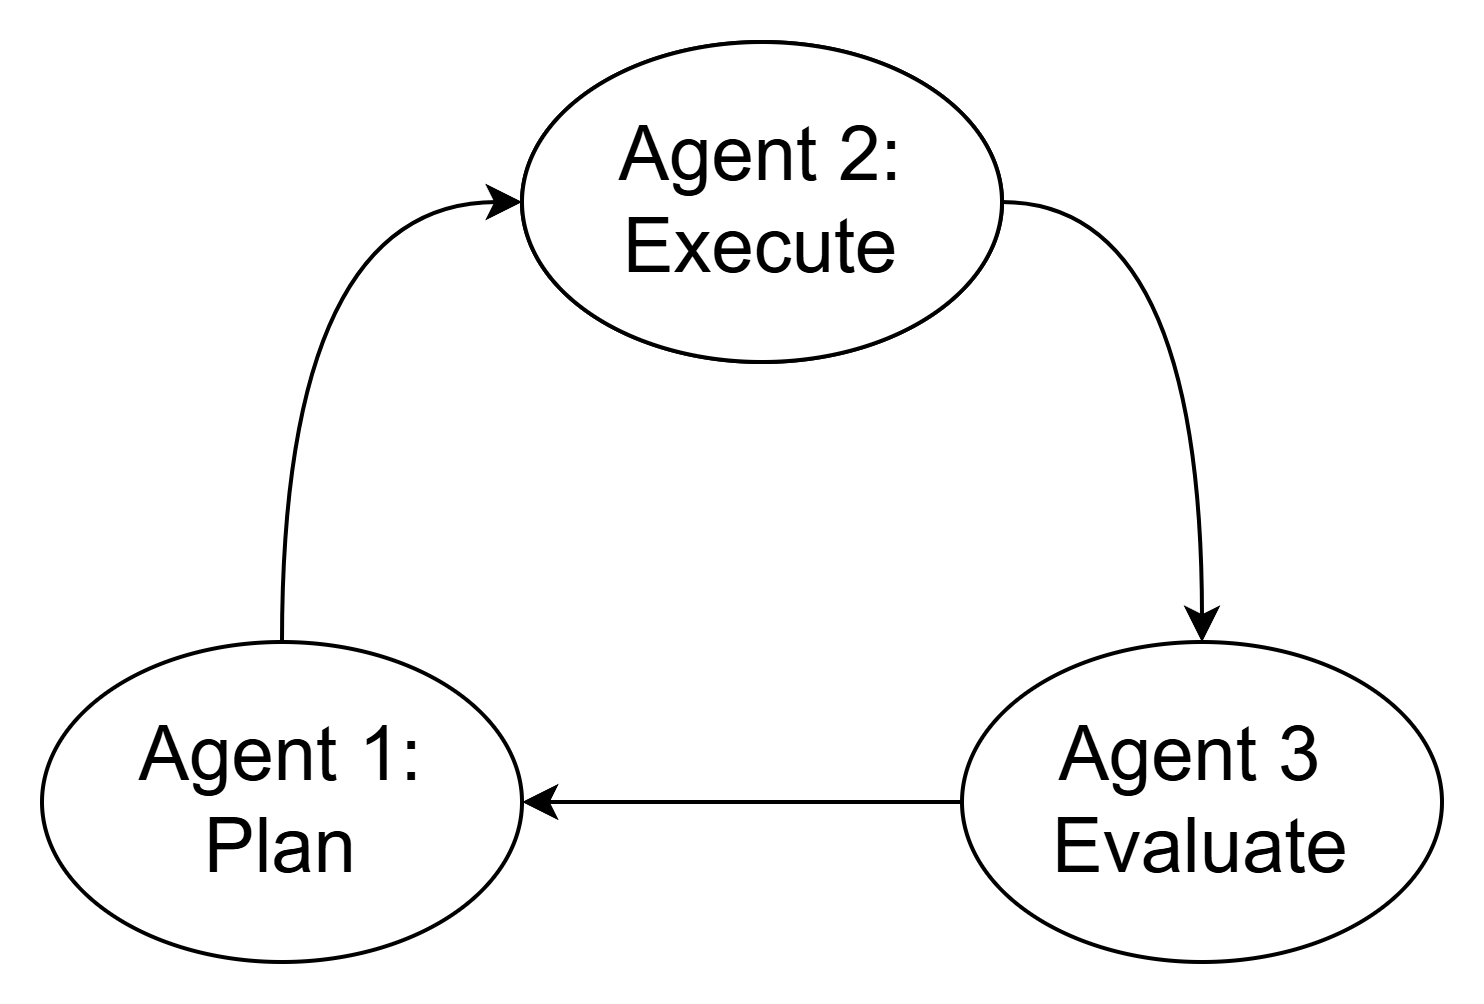 Agent 2:
Execute
Agent 1:
Plan
Agent 3
Evaluate